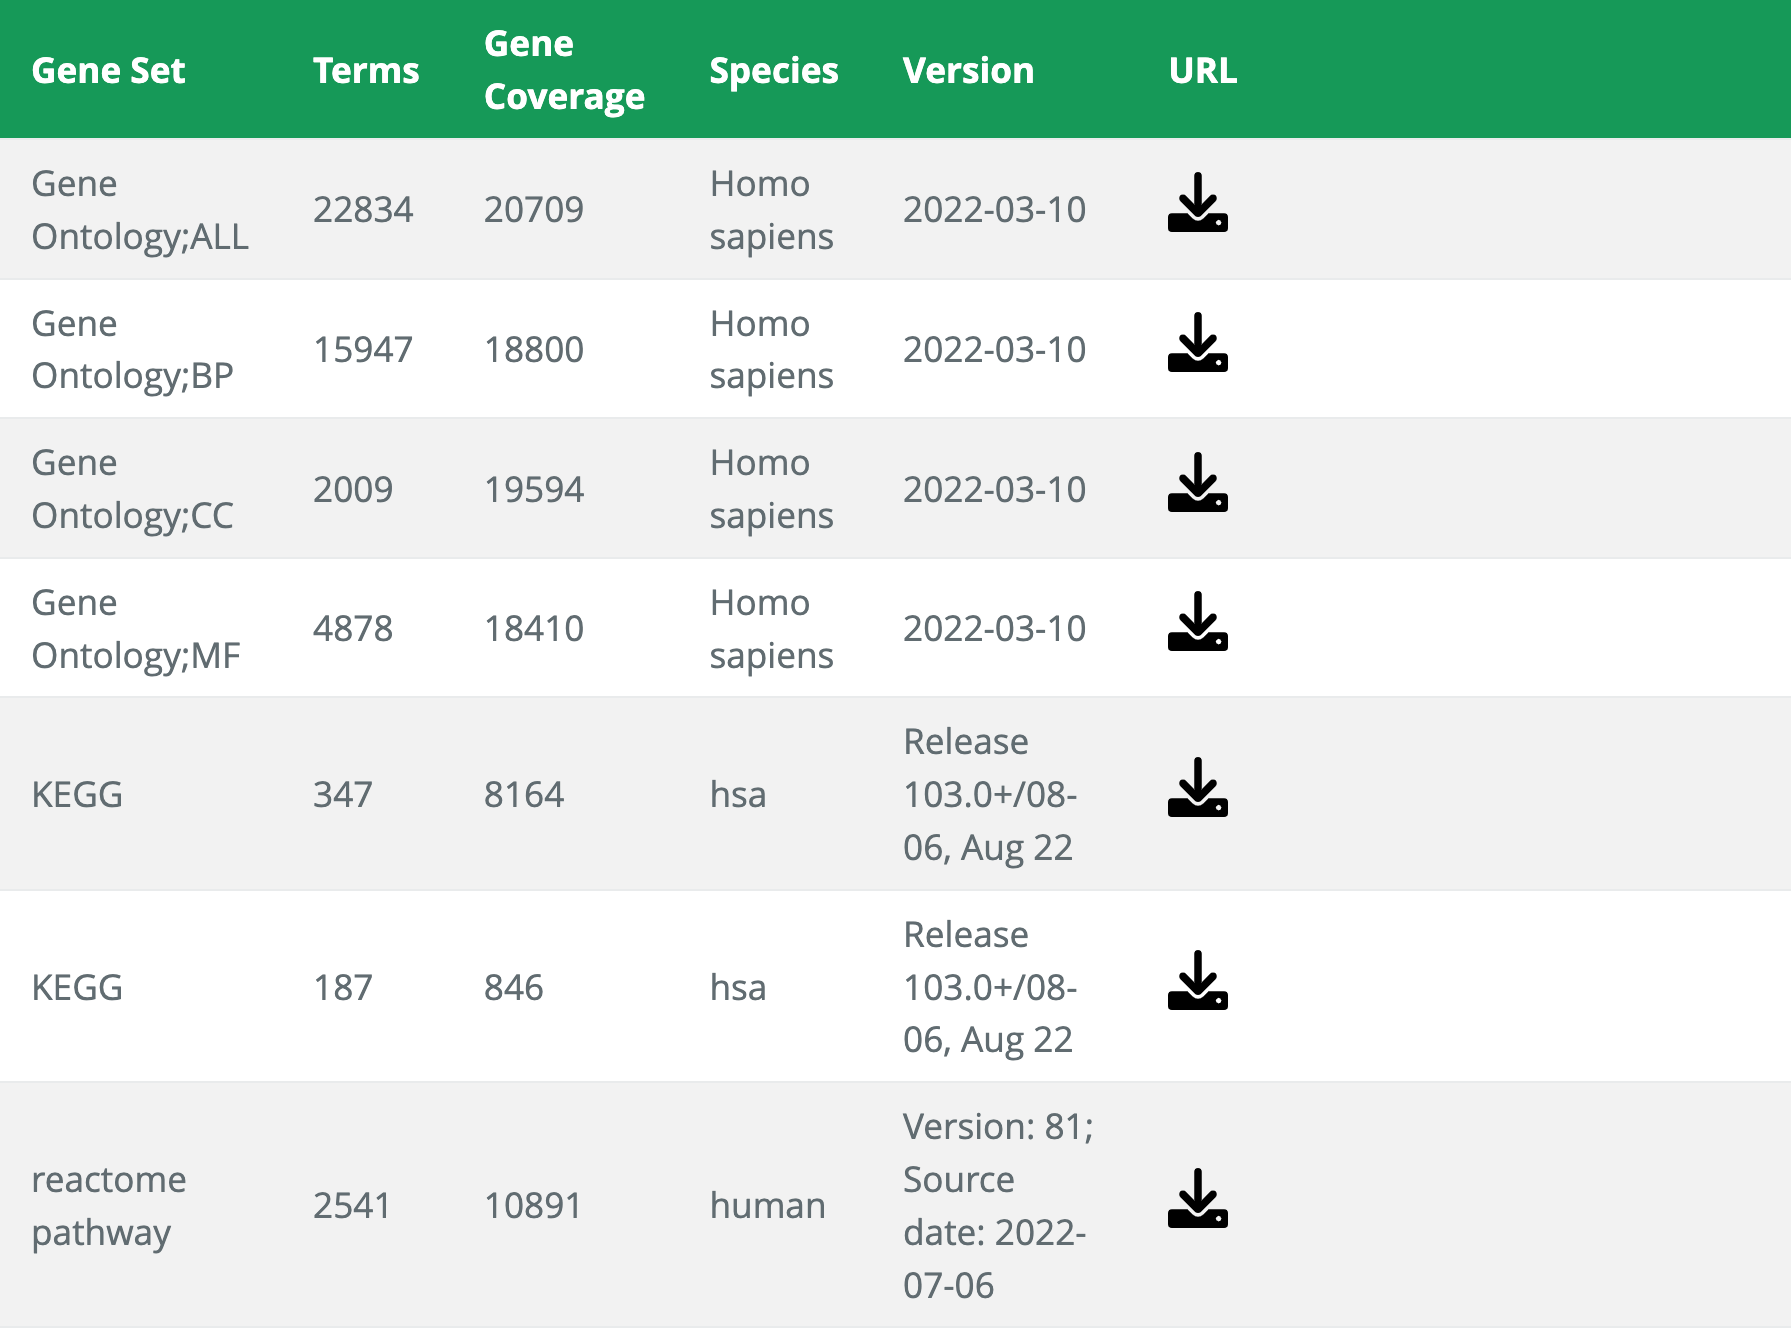 Gene Set Terms Gene Coverage Species Version URL
Gene Ontology;ALL 22834 20709 Homo sapiens 2022-03-10
Gene Ontology;BP 15947 18800 Homo sapiens 2022-03-10
Gene Ontology;CC 2009 19594 Homo sapiens 2022-03-10
Gene Ontology;MF 4878 18410 Homo sapiens 2022-03-10
KEGG 347 8164 hsa Release 103.0+/08-06, Aug 22
KEGG 187 846 hsa Release 103.0+/08-06, Aug 22
reactome pathway 2541 10891 human Version: 81; Source date: 2022-07-06